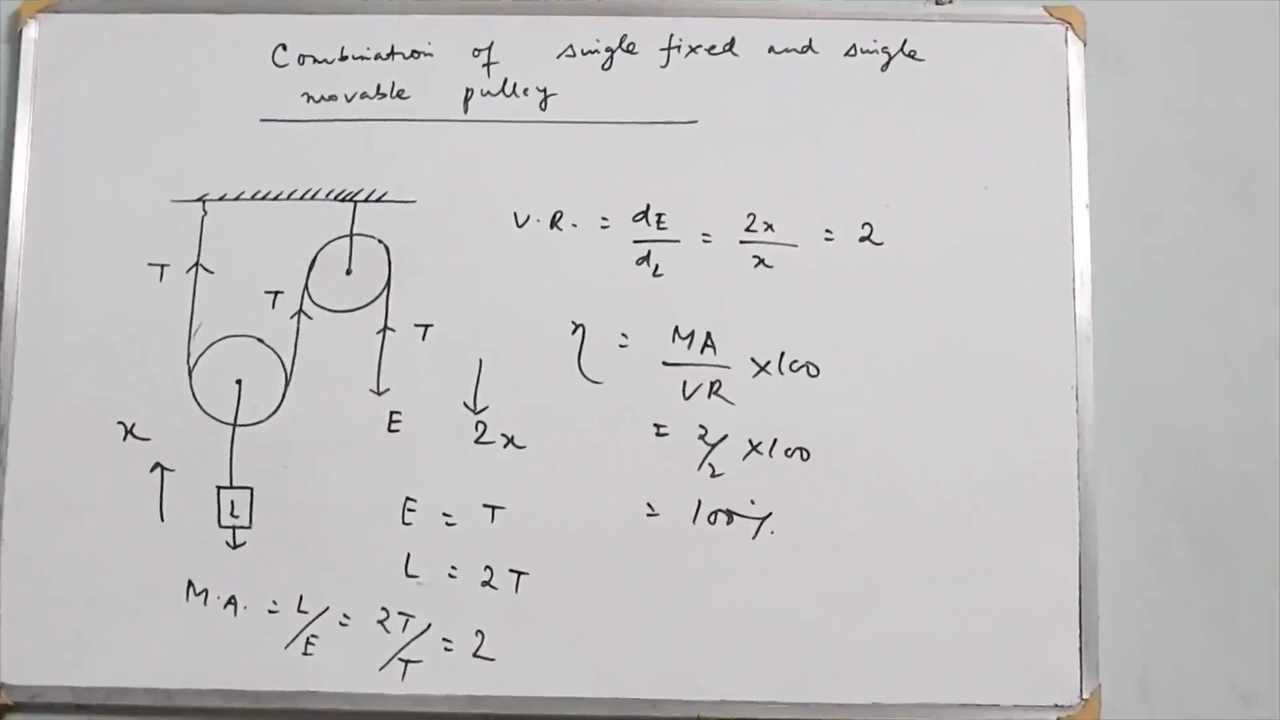 Combination of single fixed and single
movable pulley
V.R. = dE/dL = 2x/x = 2
T
T
T
η = MA/VR ×100
E
x
2x
= 2/2 ×100
L
E = T
= 100%.
L = 2T
M.A. = L/E = 2T/T = 2